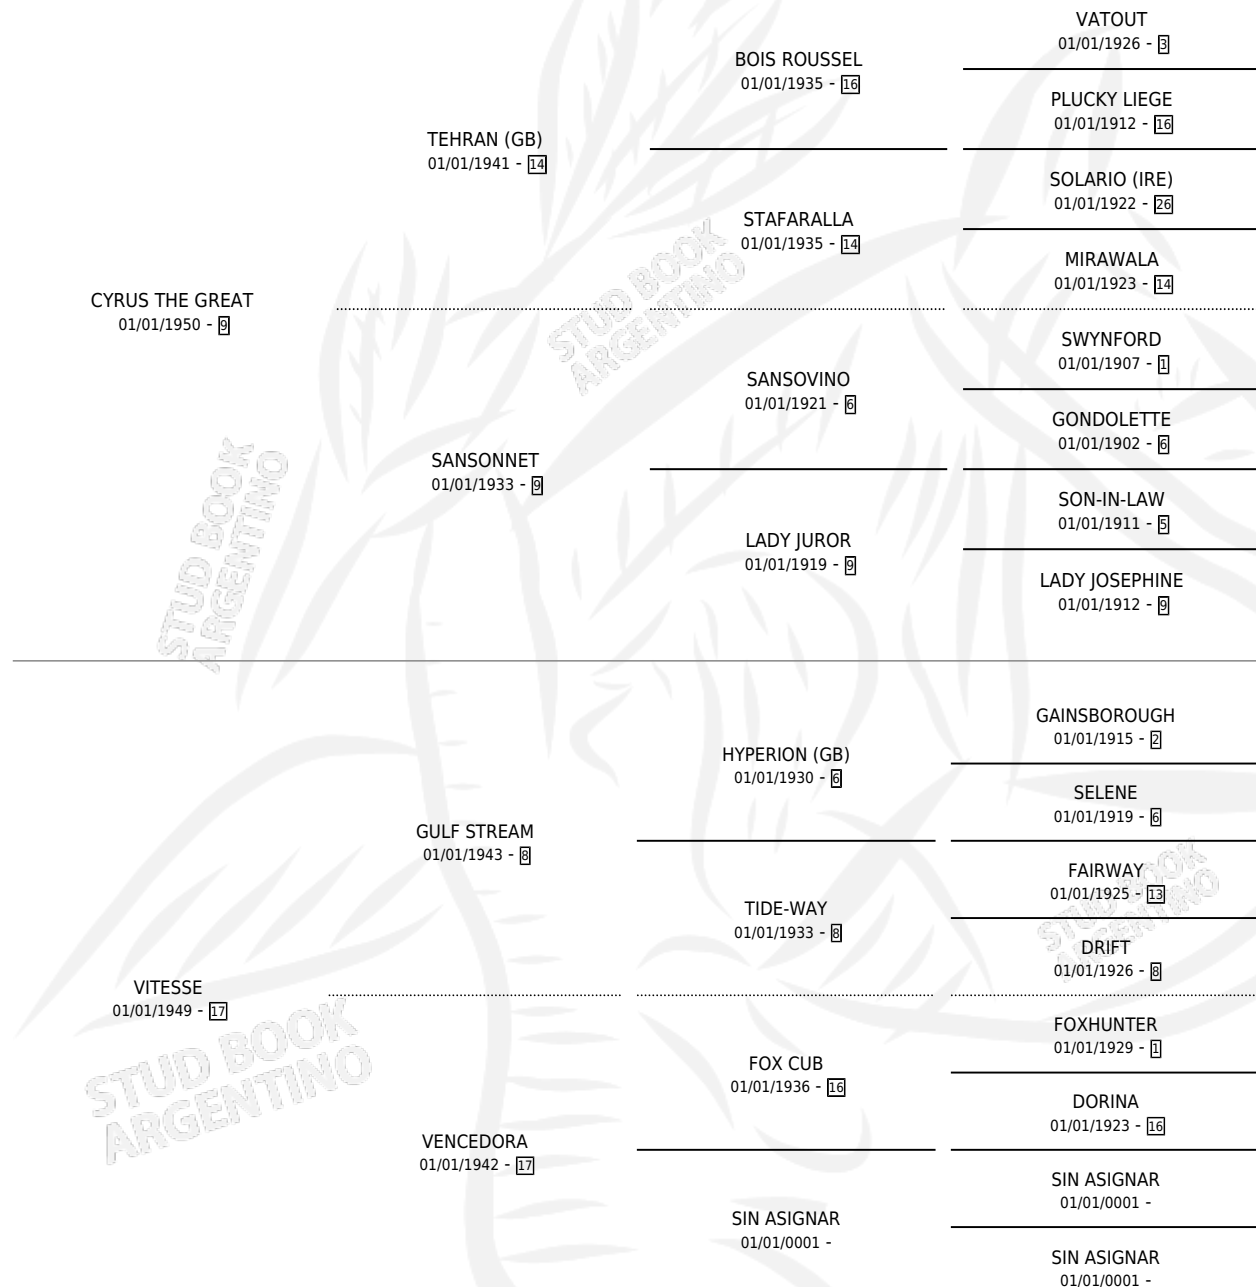 VATOUT
01/01/1926 - 3
BOIS ROUSSEL
01/01/1935 - 16
PLUCKY LIEGE
01/01/1912 - 16
TEHRAN (GB)
01/01/1941 - 14
SOLARIO (IRE)
01/01/1922 - 26
STAFARALLA
01/01/1935 - 14
MIRAWALA
01/01/1923 - 14
CYRUS THE GREAT
01/01/1950 - 9
SWYNFORD
01/01/1907 - 1
SANSOVINO
01/01/1921 - 6
GONDOLETTE
01/01/1902 - 6
SANSONNET
01/01/1933 - 9
SON-IN-LAW
01/01/1911 - 5
LADY JUROR
01/01/1919 - 9
LADY JOSEPHINE
01/01/1912 - 9
GAINSBOROUGH
01/01/1915 - 2
HYPERION (GB)
01/01/1930 - 6
SELENE
01/01/1919 - 6
GULF STREAM
01/01/1943 - 8
FAIRWAY
01/01/1925 - 13
TIDE-WAY
01/01/1933 - 8
DRIFT
01/01/1926 - 8
VITESSE
01/01/1949 - 17
FOXHUNTER
01/01/1929 - 1
FOX CUB
01/01/1936 - 16
DORINA
01/01/1923 - 16
VENCEDORA
01/01/1942 - 17
SIN ASIGNAR
01/01/0001 -
SIN ASIGNAR
01/01/0001 -
SIN ASIGNAR
01/01/0001 -
STUD BOOK
ARGENTINO
STUD BOOK
ARGENTINO
STUD BOOK
ARGENTINO
STUD BOOK
ARGENTINO